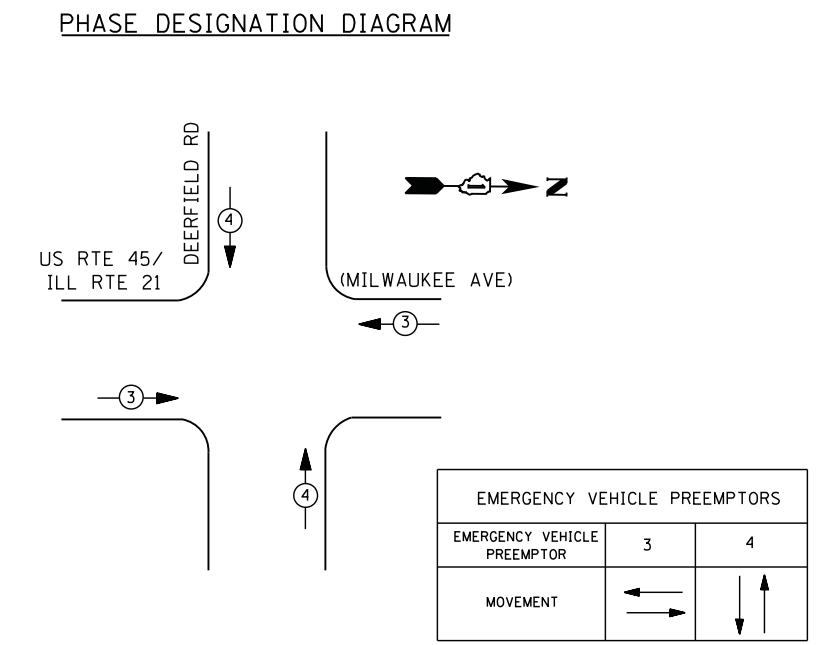 PHASE DESIGNATION DIAGRAM
DEERFIELD RD
4
N
US RTE 45/
ILL RTE 21
(MILWAUKEE AVE)
3
3
4
EMERGENCY VEHICLE PREEMPTORS
EMERGENCY VEHICLE
PREEMPTOR
3
4
MOVEMENT